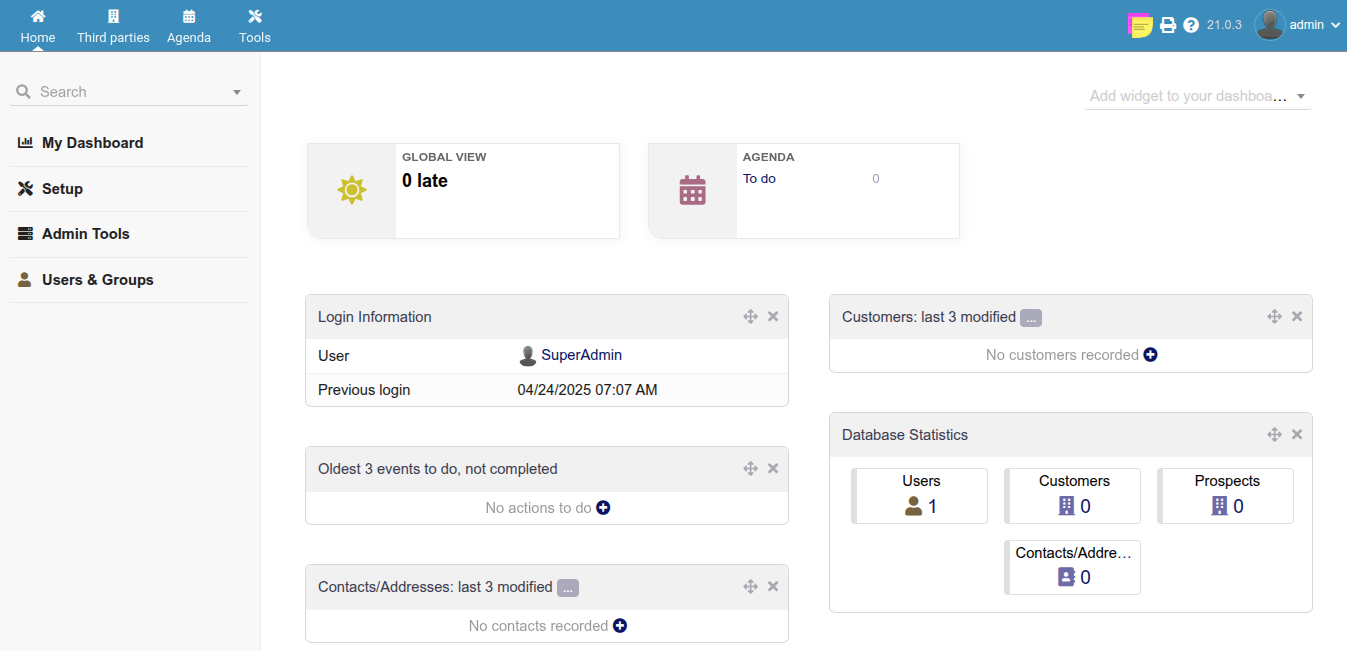 Home
Third parties
Agenda
Tools
21.0.3
admin
Search
My Dashboard
Setup
Admin Tools
Users & Groups
Add widget to your dashboa...
GLOBAL VIEW
0 late
AGENDA
To do 0
Login Information
User SuperAdmin
Previous login 04/24/2025 07:07 AM
Oldest 3 events to do, not completed
No actions to do
Contacts/Addresses: last 3 modified ...
No contacts recorded
Customers: last 3 modified ...
No customers recorded
Database Statistics
Users
1
Customers
0
Prospects
0
Contacts/Addre...
0